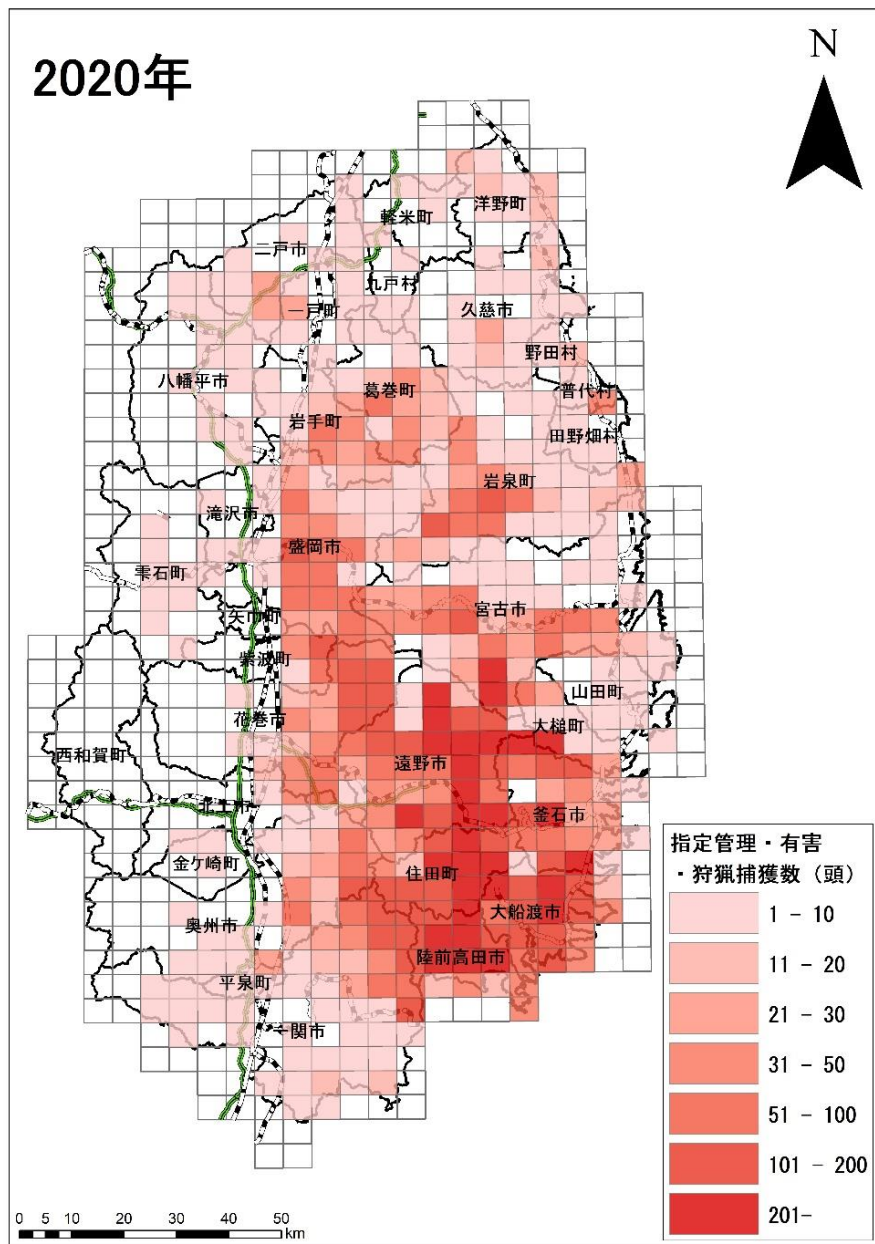 2020年
N
軽米町
洋野町
二戸市
九戸村
一戸町
久慈市
野田村
八幡平市
葛巻町
普代村
岩手町
田野畑村
岩泉町
滝沢市
盛岡市
雫石町
宮古市
矢巾町
紫波町
山田町
花巻市
大槌町
西和賀町
遠野市
北上市
釜石市
金ケ崎町
住田町
奥州市
大船渡市
陸前高田市
平泉町
一関市
指定管理・有害
・狩猟捕獲数（頭）
1 - 10
11 - 20
21 - 30
31 - 50
51 - 100
101 - 200
201-
0 5 10 20 30 40 50
km